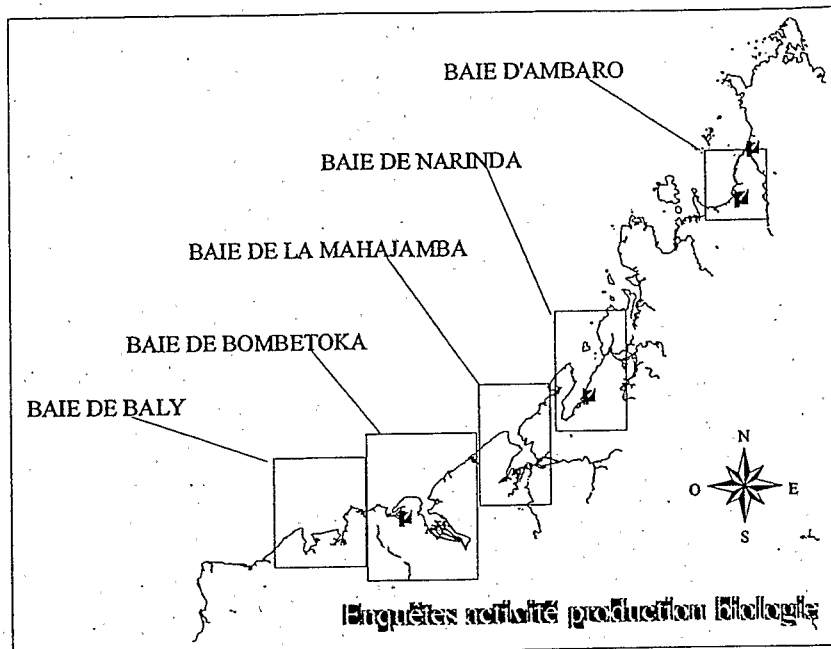 BAIE D'AMBARO
BAIE DE NARINDA
BAIE DE LA MAHAJAMBA
BAIE DE BOMBETOKA
BAIE DE BALY
N
O E
S
Enquêtes activité production biologie